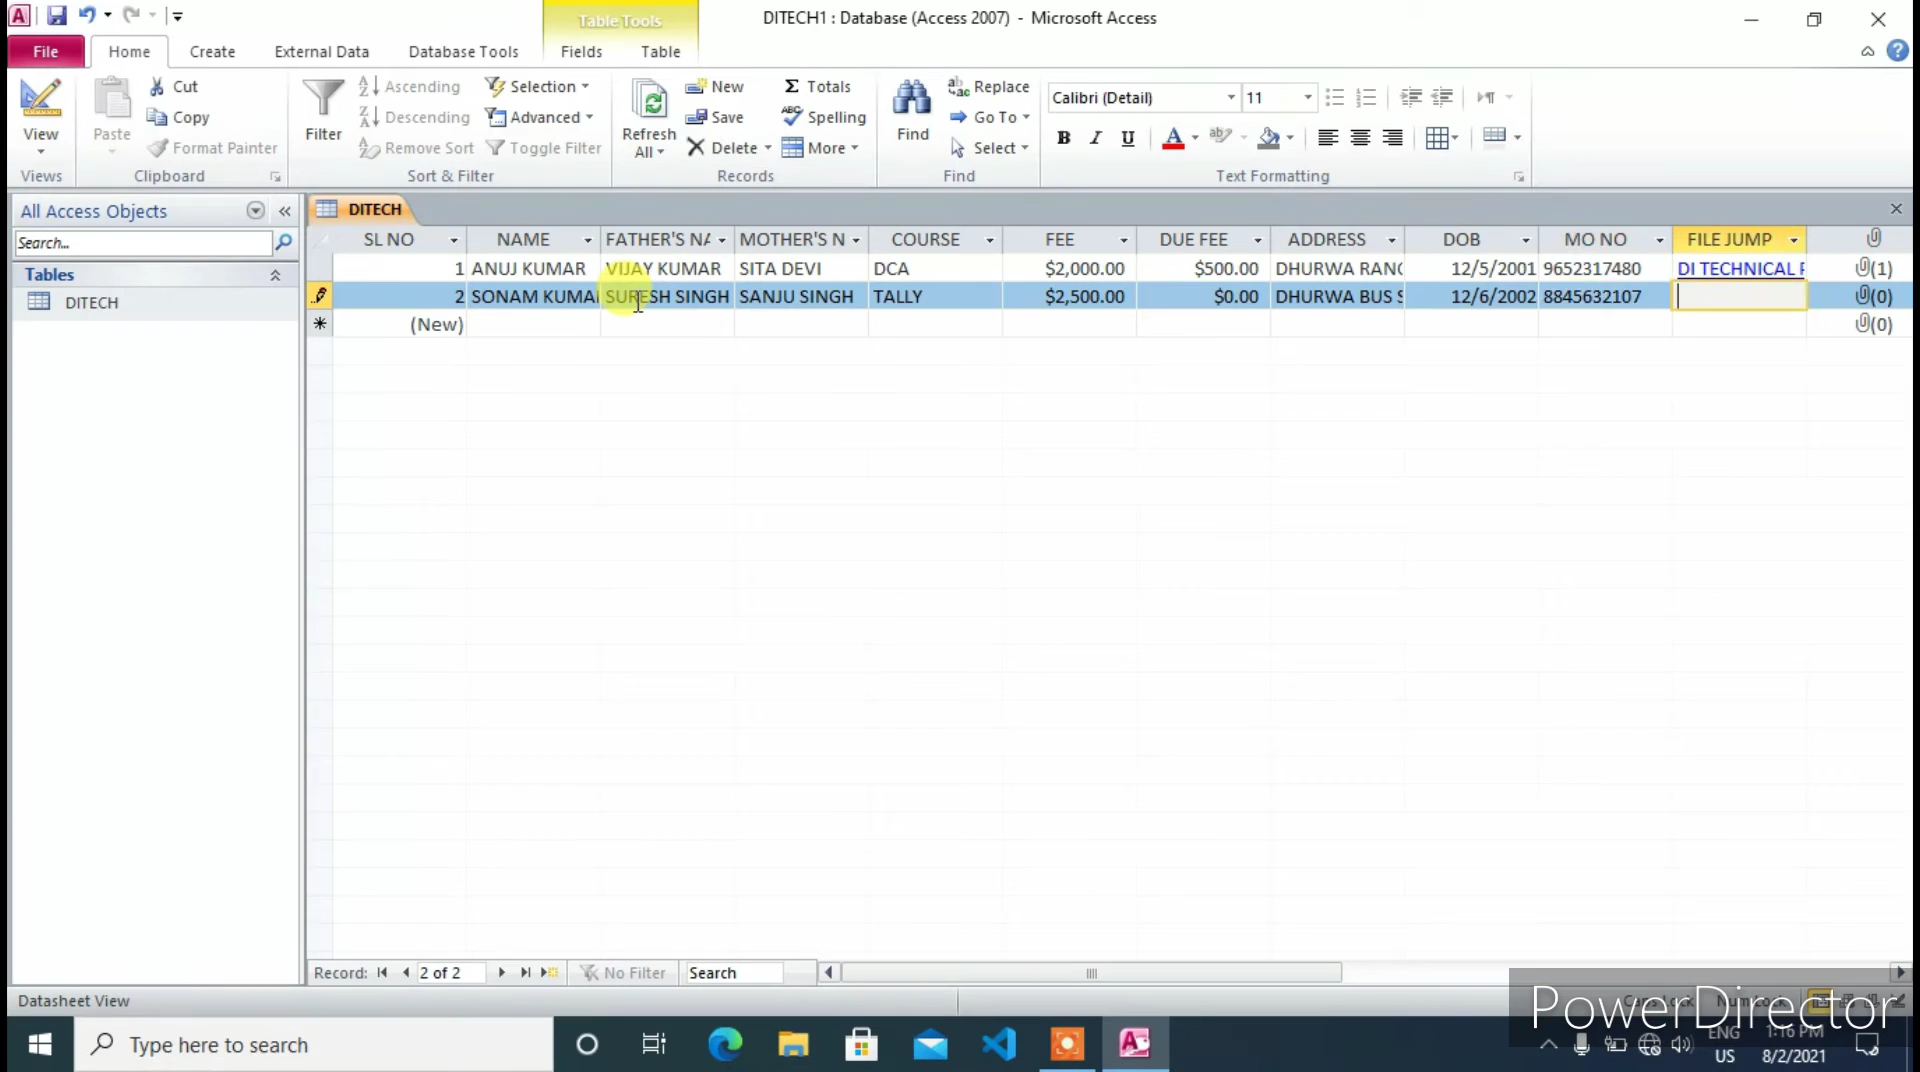 Table Tools
DITECH1 : Database (Access 2007) - Microsoft Access
File Home Create External Data Database Tools Fields Table
View
Views
Paste
Cut
Copy
Format Painter
Clipboard
Filter
Ascending
Descending
Remove Sort
Selection
Advanced
Toggle Filter
Sort & Filter
Refresh
All
New
Save
Delete
Totals
Spelling
More
Records
Find
Replace
Go To
Select
Find
Calibri (Detail) 11
B I U A
Text Formatting
All Access Objects
Search...
Tables
DITECH
DITECH
SL NO NAME FATHER'S NA MOTHER'S N COURSE FEE DUE FEE ADDRESS DOB MO NO FILE JUMP
1 ANUJ KUMAR VIJAY KUMAR SITA DEVI DCA $2,000.00 $500.00 DHURWA RANC 12/5/2001 9652317480 DI TECHNICAL (1)
2 SONAM KUMAI SURESH SINGH SANJU SINGH TALLY $2,500.00 $0.00 DHURWA BUS S 12/6/2002 8845632107 (0)
(New) (0)
Record: 2 of 2 No Filter Search
Datasheet View
PowerDirector
Type here to search
ENG
US
1:16 PM
8/2/2021